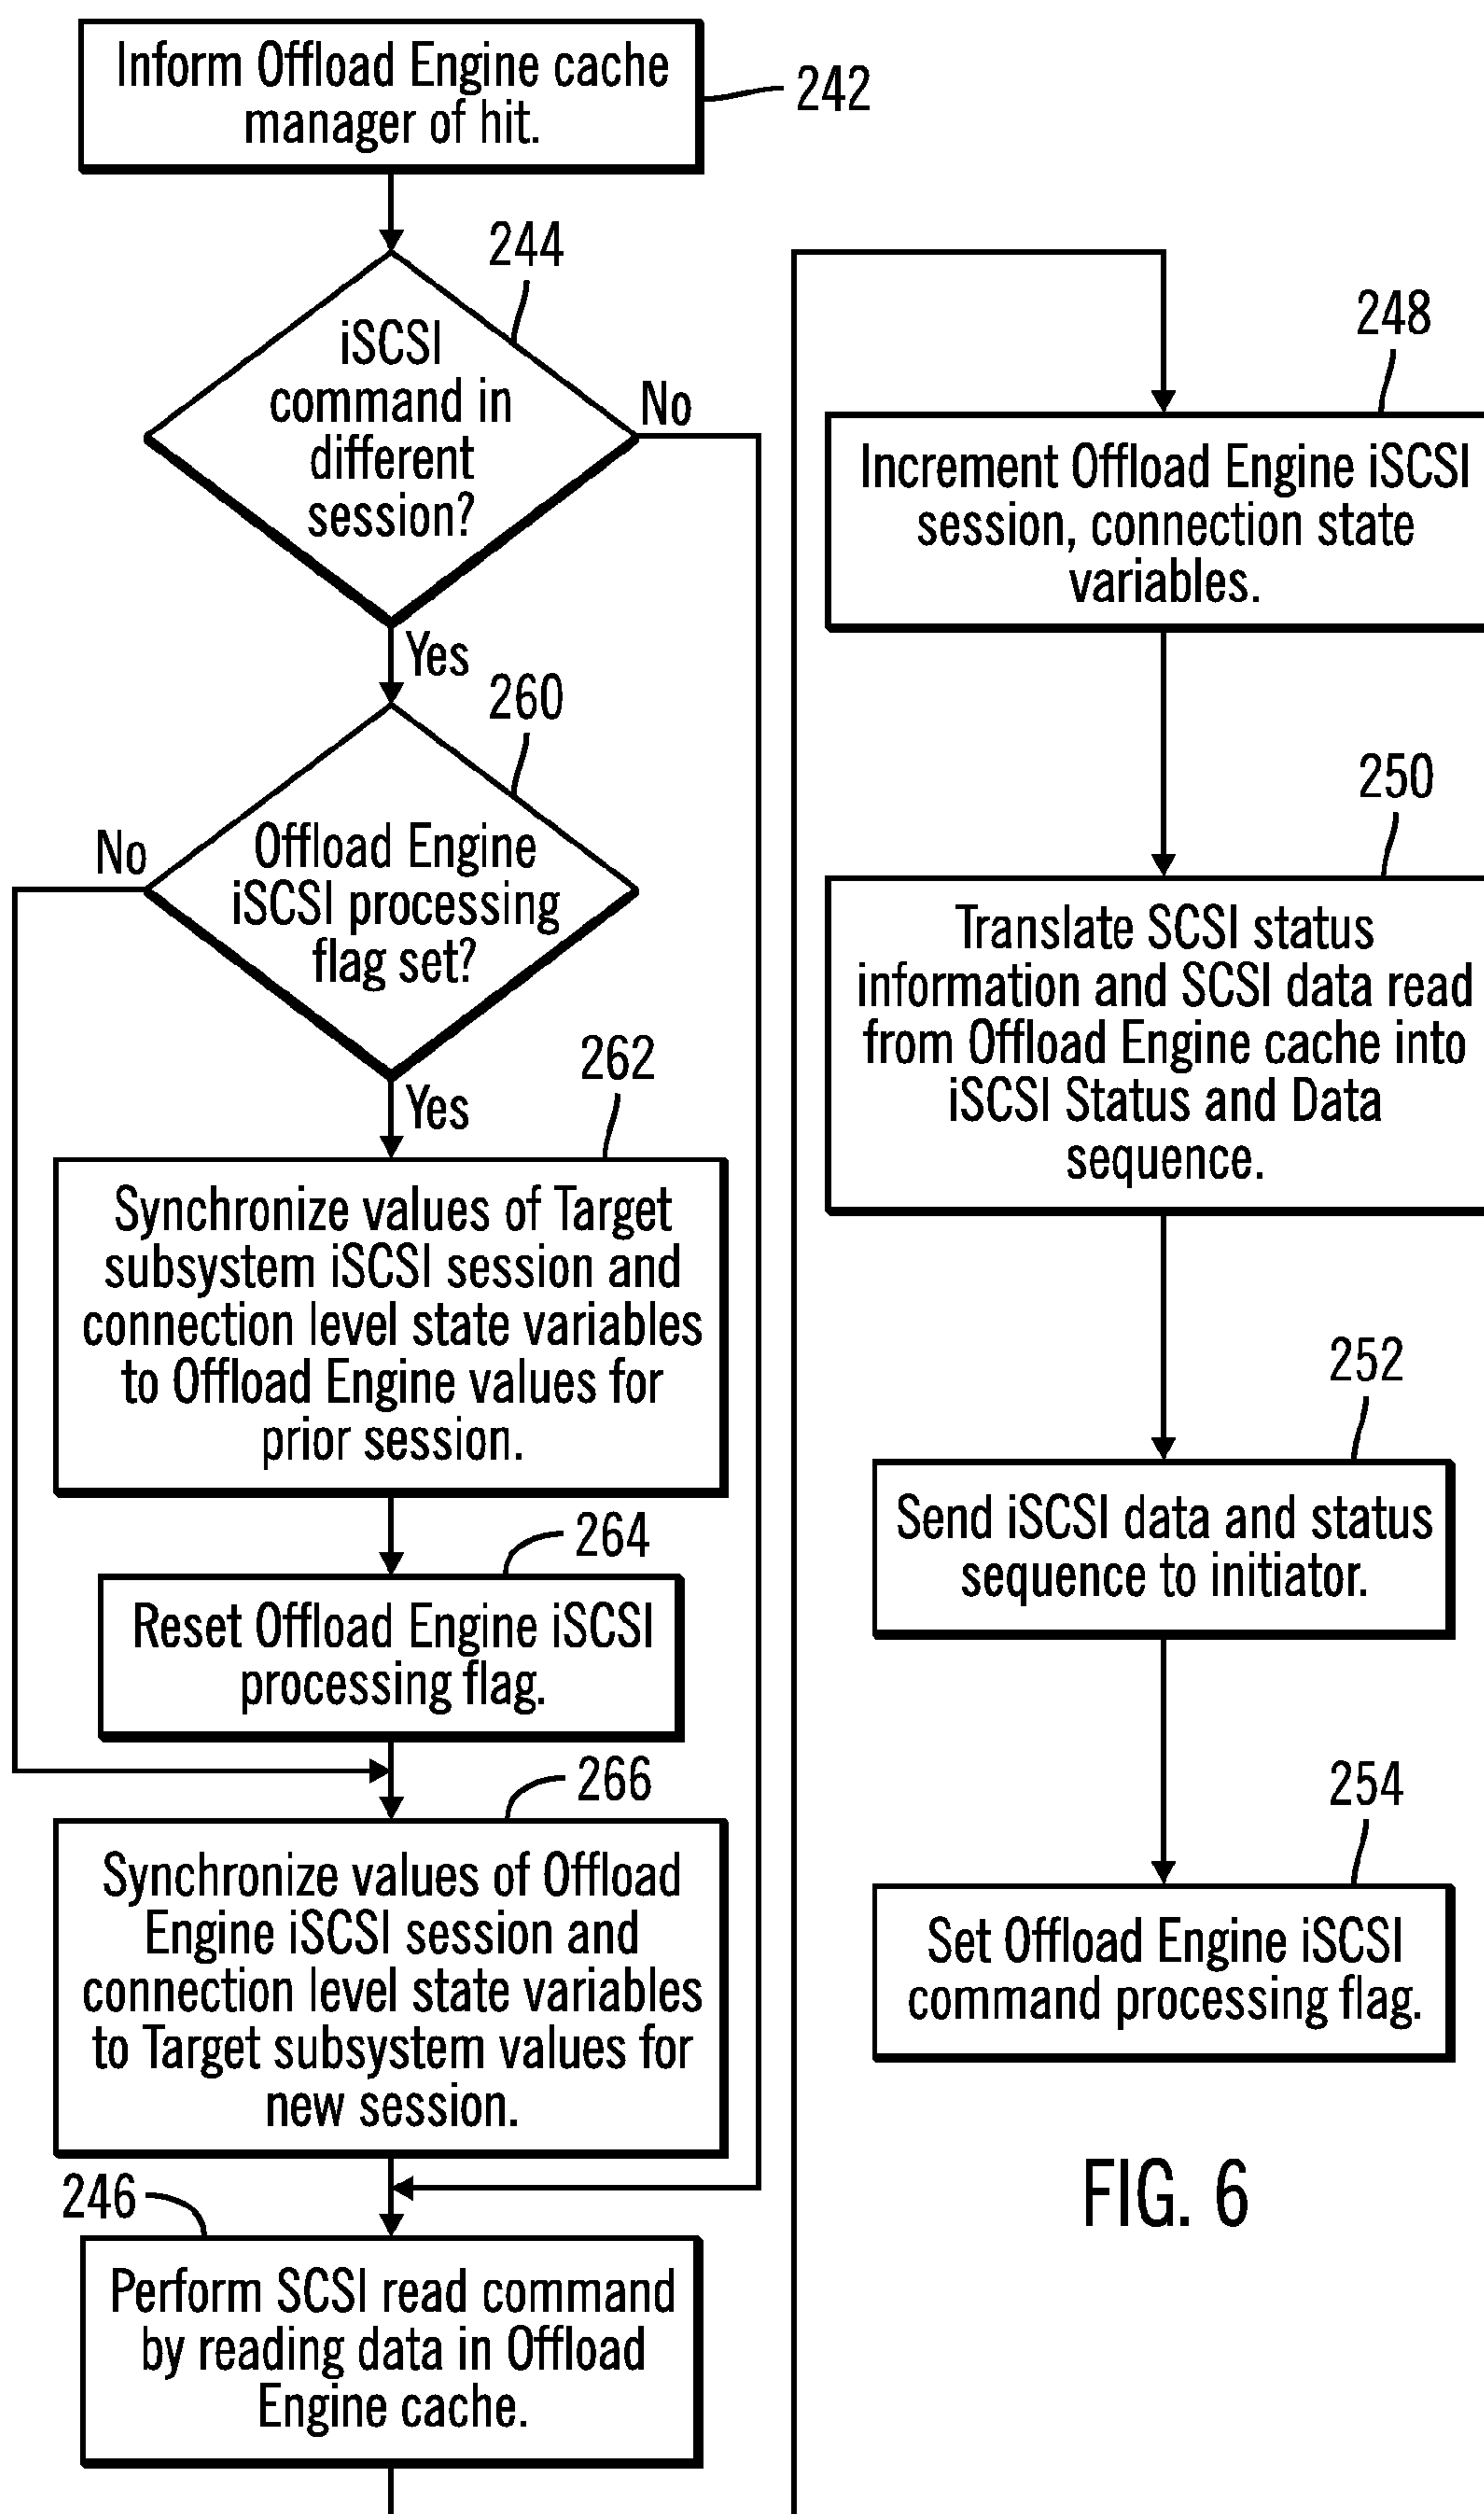 Inform Offload Engine cache
manager of hit.
242
244
iSCSI
command in
different
session?
No
Yes
260
Offload Engine
iSCSI processing
flag set?
No
Yes
262
Synchronize values of Target
subsystem iSCSI session and
connection level state variables
to Offload Engine values for
prior session.
264
Reset Offload Engine iSCSI
processing flag.
266
Synchronize values of Offload
Engine iSCSI session and
connection level state variables
to Target subsystem values for
new session.
246
Perform SCSI read command
by reading data in Offload
Engine cache.
248
Increment Offload Engine iSCSI
session, connection state
variables.
250
Translate SCSI status
information and SCSI data read
from Offload Engine cache into
iSCSI Status and Data
sequence.
252
Send iSCSI data and status
sequence to initiator.
254
Set Offload Engine iSCSI
command processing flag.
FIG. 6